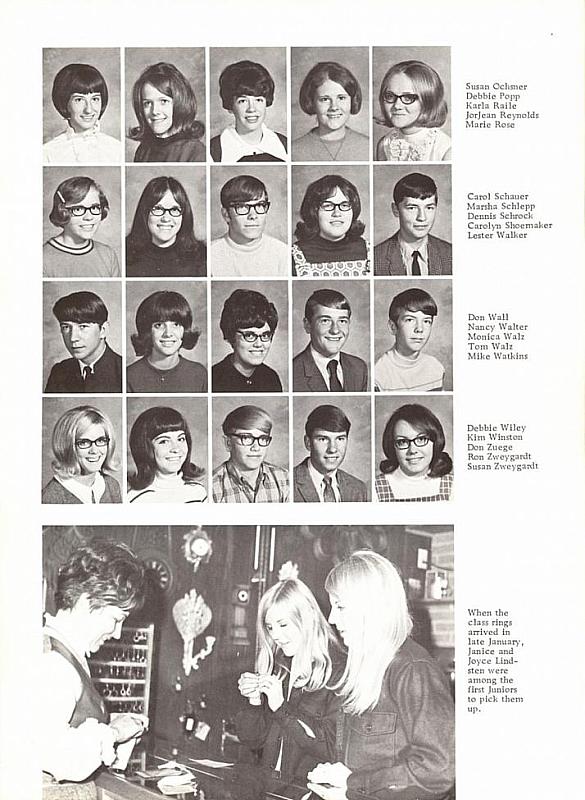 Susan Ochsner
Debbie Popp
Karla Raile
JorJean Reynolds
Marie Rose
Carol Schauer
Marsha Schlepp
Dennis Schrock
Carolyn Shoemaker
Lester Walker
Don Wall
Nancy Walter
Monica Walz
Tom Walz
Mike Watkins
Debbie Wiley
Kim Winston
Don Zuege
Ron Zweygardt
Susan Zweygardt
When the
class rings
arrived in
late January,
Janice and
Joyce Lind-
sten were
among the
first Juniors
to pick them
up.